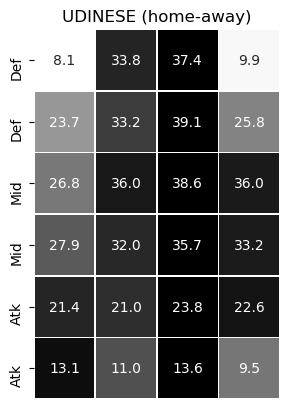 UDINESE (home-away)
Def 8.1 33.8 37.4 9.9
Def 23.7 33.2 39.1 25.8
Mid 26.8 36.0 38.6 36.0
Mid 27.9 32.0 35.7 33.2
Atk 21.4 21.0 23.8 22.6
Atk 13.1 11.0 13.6 9.5